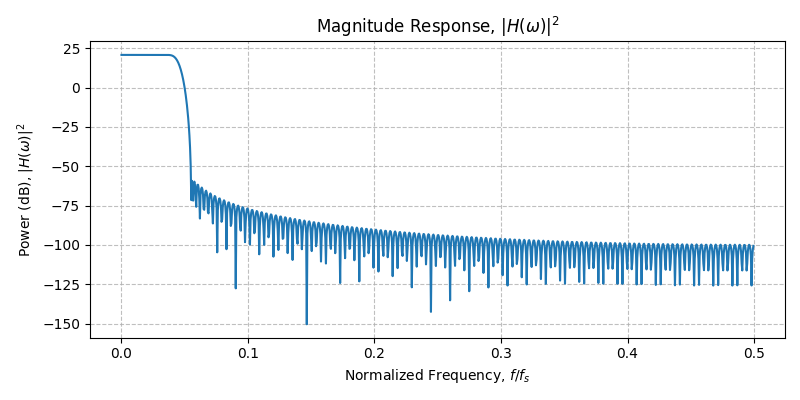 Magnitude Response, |H(ω)|²
Power (dB), |H(ω)|²
25
0
−25
−50
−75
−100
−125
−150
0.0 0.1 0.2 0.3 0.4 0.5
Normalized Frequency, f/fₛ